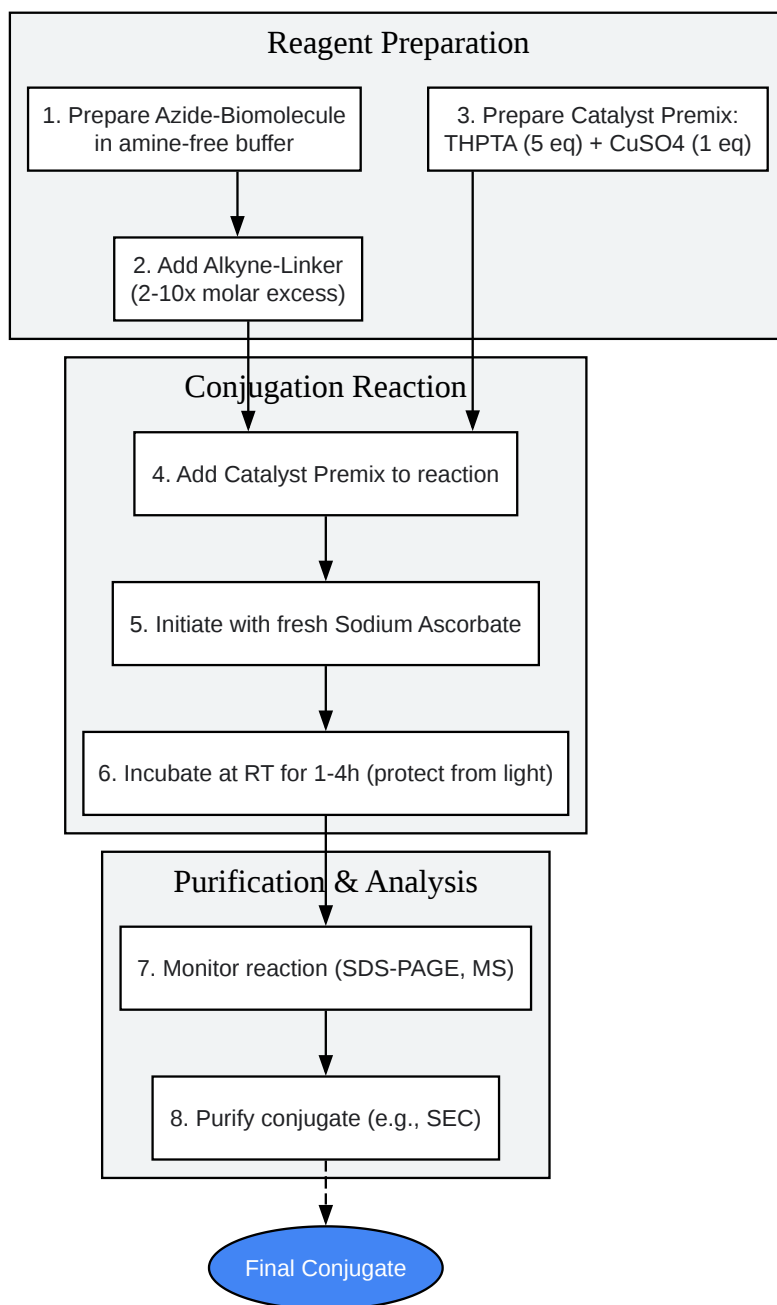 Reagent Preparation
1. Prepare Azide-Biomolecule
in amine-free buffer
3. Prepare Catalyst Premix:
THPTA (5 eq) + CuSO4 (1 eq)
2. Add Alkyne-Linker
(2-10x molar excess)
Conjugation Reaction
4. Add Catalyst Premix to reaction
5. Initiate with fresh Sodium Ascorbate
6. Incubate at RT for 1-4h (protect from light)
Purification & Analysis
7. Monitor reaction (SDS-PAGE, MS)
8. Purify conjugate (e.g., SEC)
Final Conjugate